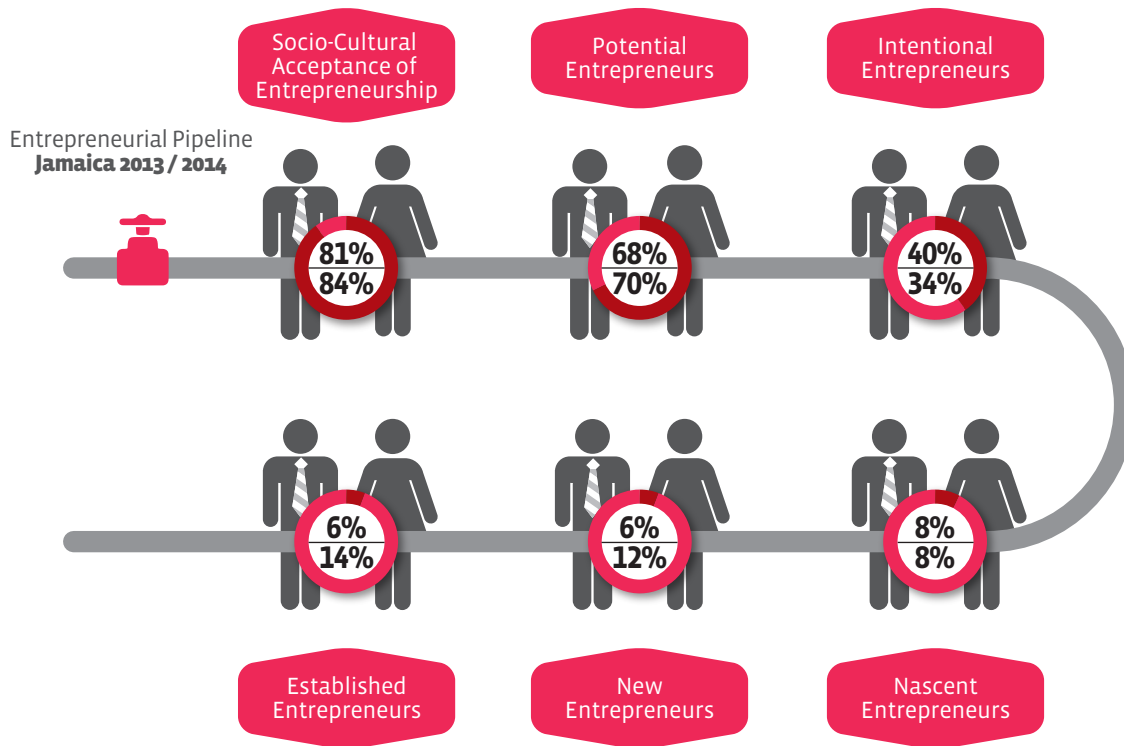 Socio-Cultural
Acceptance of
Entrepreneurship
Potential
Entrepreneurs
Intentional
Entrepreneurs
Entrepreneurial Pipeline
Jamaica 2013 / 2014
81%
84%
68%
70%
40%
34%
6%
14%
6%
12%
8%
8%
Established
Entrepreneurs
New
Entrepreneurs
Nascent
Entrepreneurs